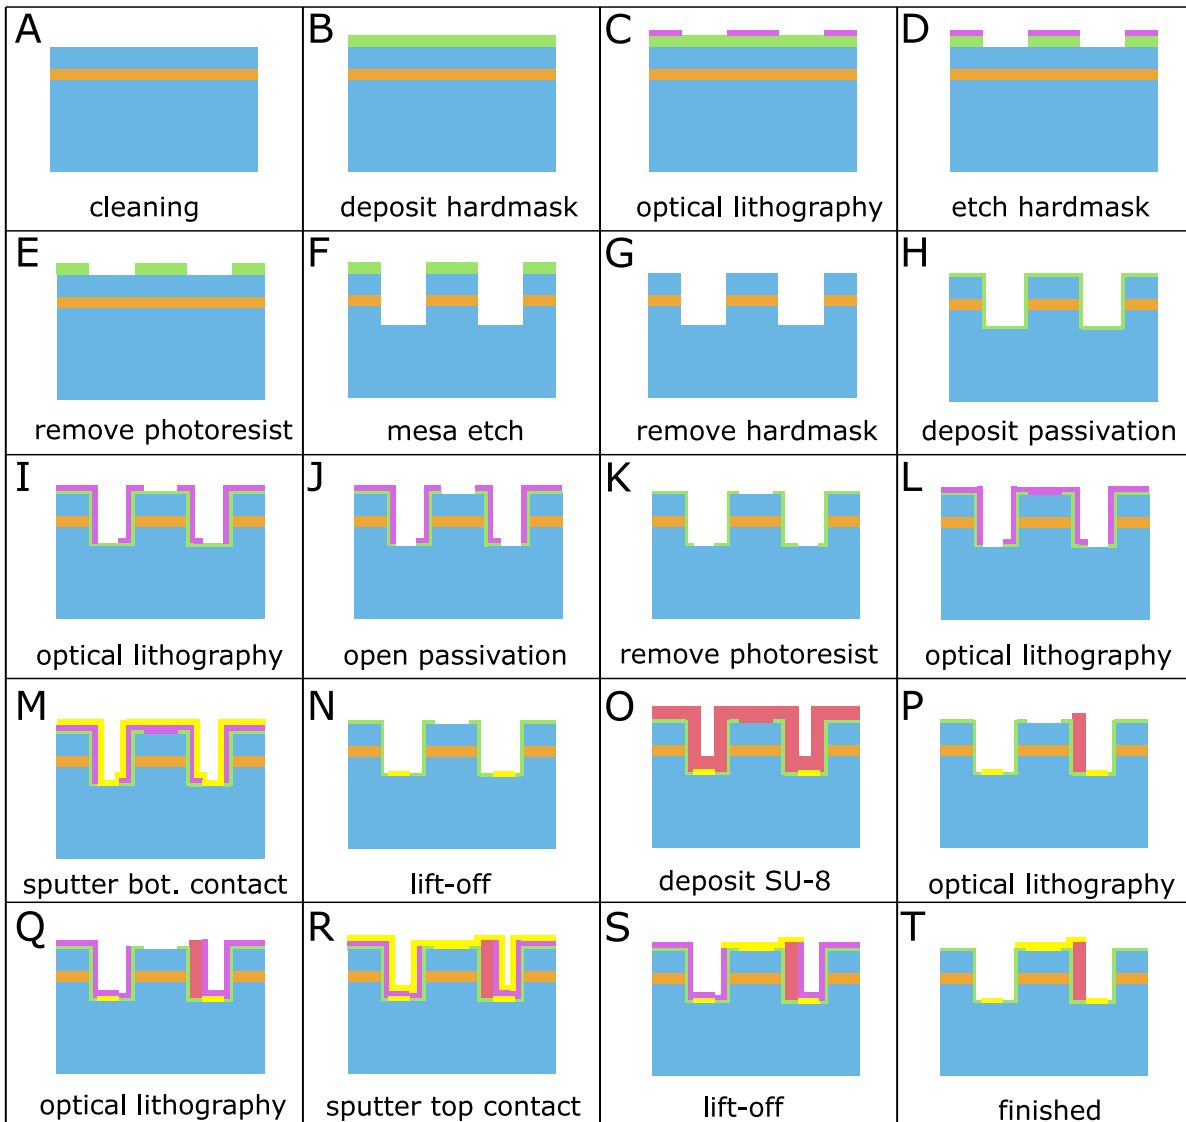 A
cleaning
B
deposit hardmask
C
optical lithography
D
etch hardmask
E
remove photoresist
F
mesa etch
G
remove hardmask
H
deposit passivation
I
optical lithography
J
open passivation
K
remove photoresist
L
optical lithography
M
sputter bot. contact
N
lift-off
O
deposit SU-8
P
optical lithography
Q
optical lithography
R
sputter top contact
S
lift-off
T
finished